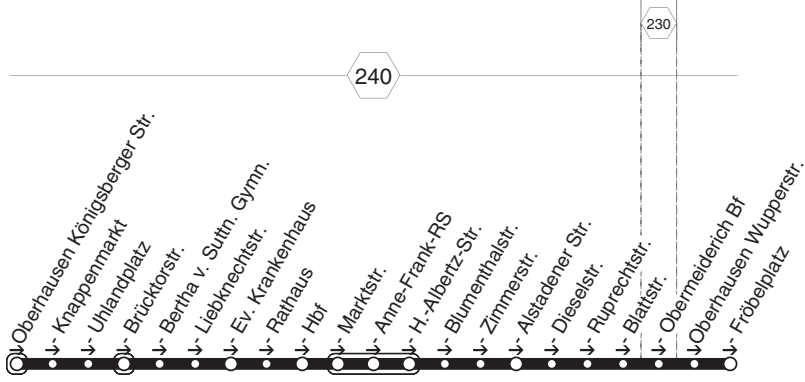 230
240
Oberhausen Königsberger Str.
- Knappenmarkt
- Uhlandplatz
Brücktorstr.
- Bertha v. Suttn. Gymn.
- Liebknechtstr.
- Ev. Krankenhaus
- Rathaus
- Hbf
- Marktstr.
- Anne-Frank-RS
- H.-Albertz-Str.
- Blumenthalstr.
- Zimmerstr.
Alstadener Str.
- Dieselstr.
- Ruprechtstr.
- Blattstr.
- Obermeiderich Bf
Oberhausen Wupperstr.
- Fröbelplatz